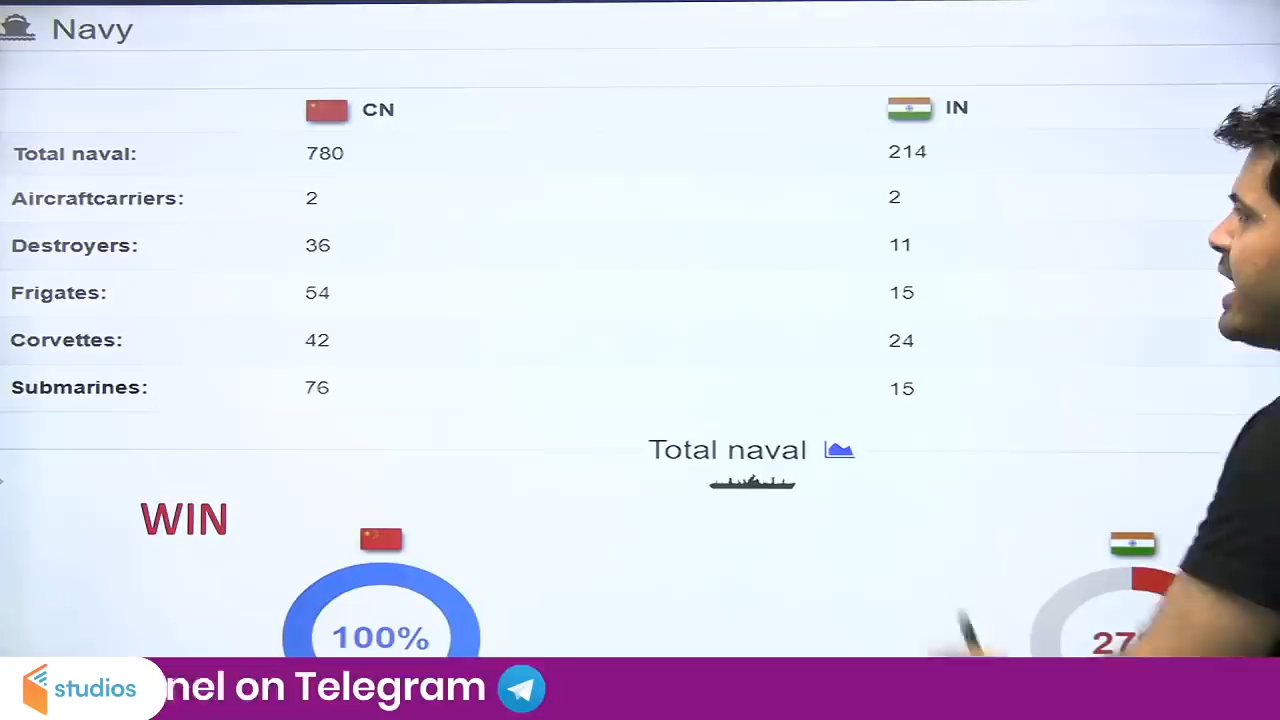 Navy
CN IN
Total naval: 780 214
Aircraftcarriers: 2 2
Destroyers: 36 11
Frigates: 54 15
Corvettes: 42 24
Submarines: 76 15
Total naval
WIN
100%
studios
nel on Telegram